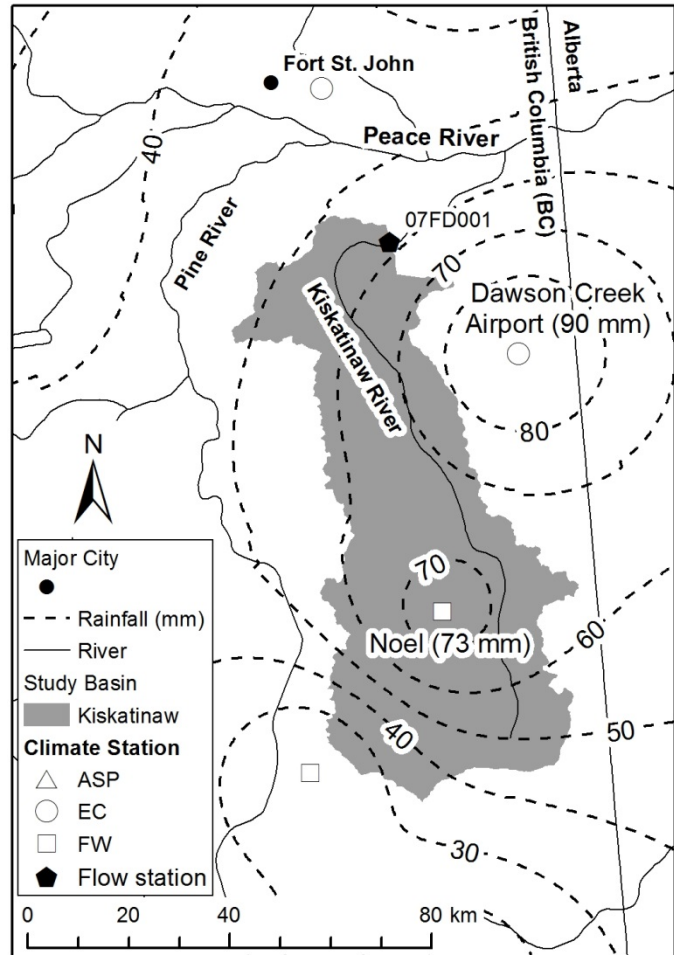 Fort St. John
Alberta
British Columbia (BC)
40
Peace River
Pine River
07FD001
70
Dawson Creek
Airport (90 mm)
Kiskatinaw River
80
N
70
Noel (73 mm)
60
50
40
30
Major City
Rainfall (mm)
River
Study Basin
Kiskatinaw
Climate Station
ASP
EC
FW
Flow station
0 20 40 80 km